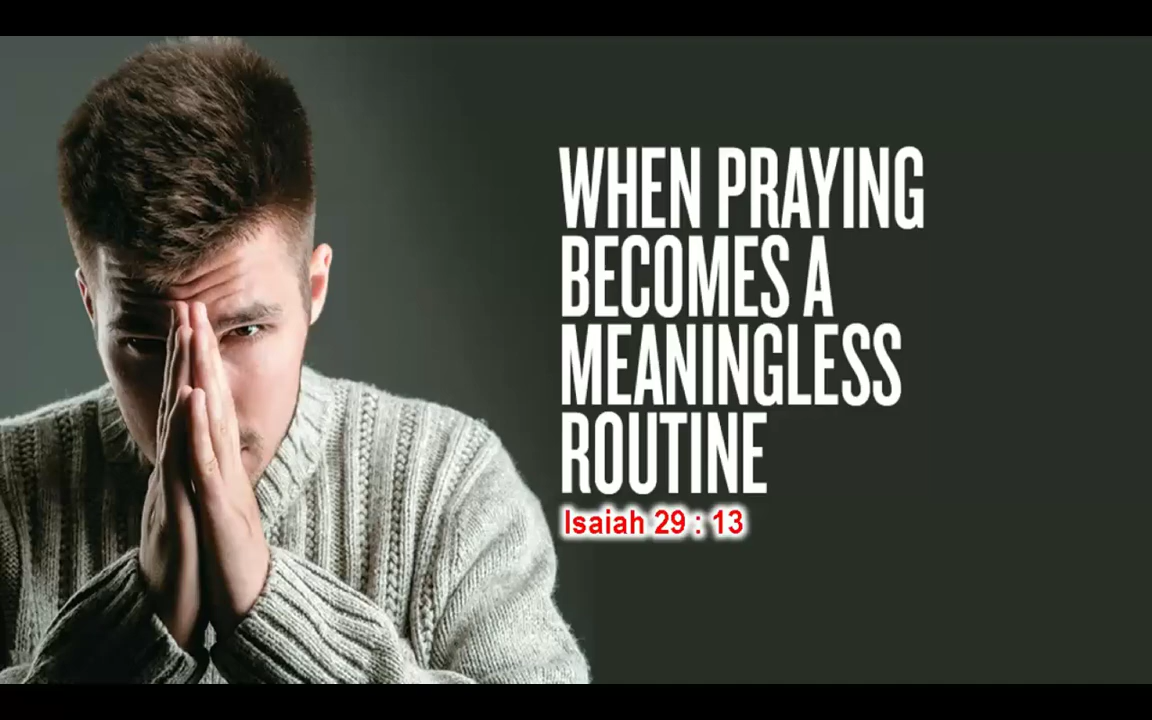 WHEN PRAYING
BECOMES A
MEANINGLESS
ROUTINE
Isaiah 29 : 13